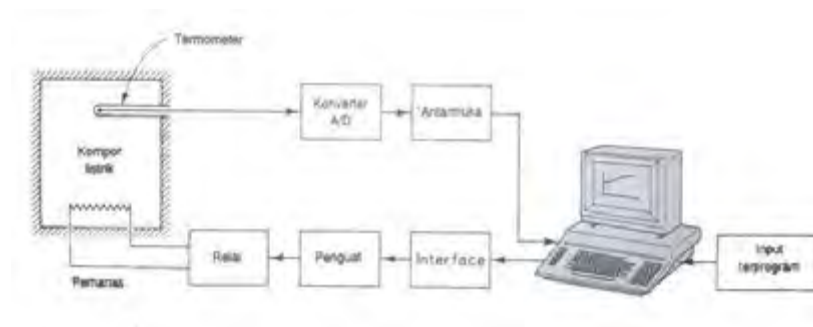 Termometer
Konverter
A/D
Antarmuka
Kompor
listrik
Relai
Penguat
Interface
Input
terprogram
Pemanas